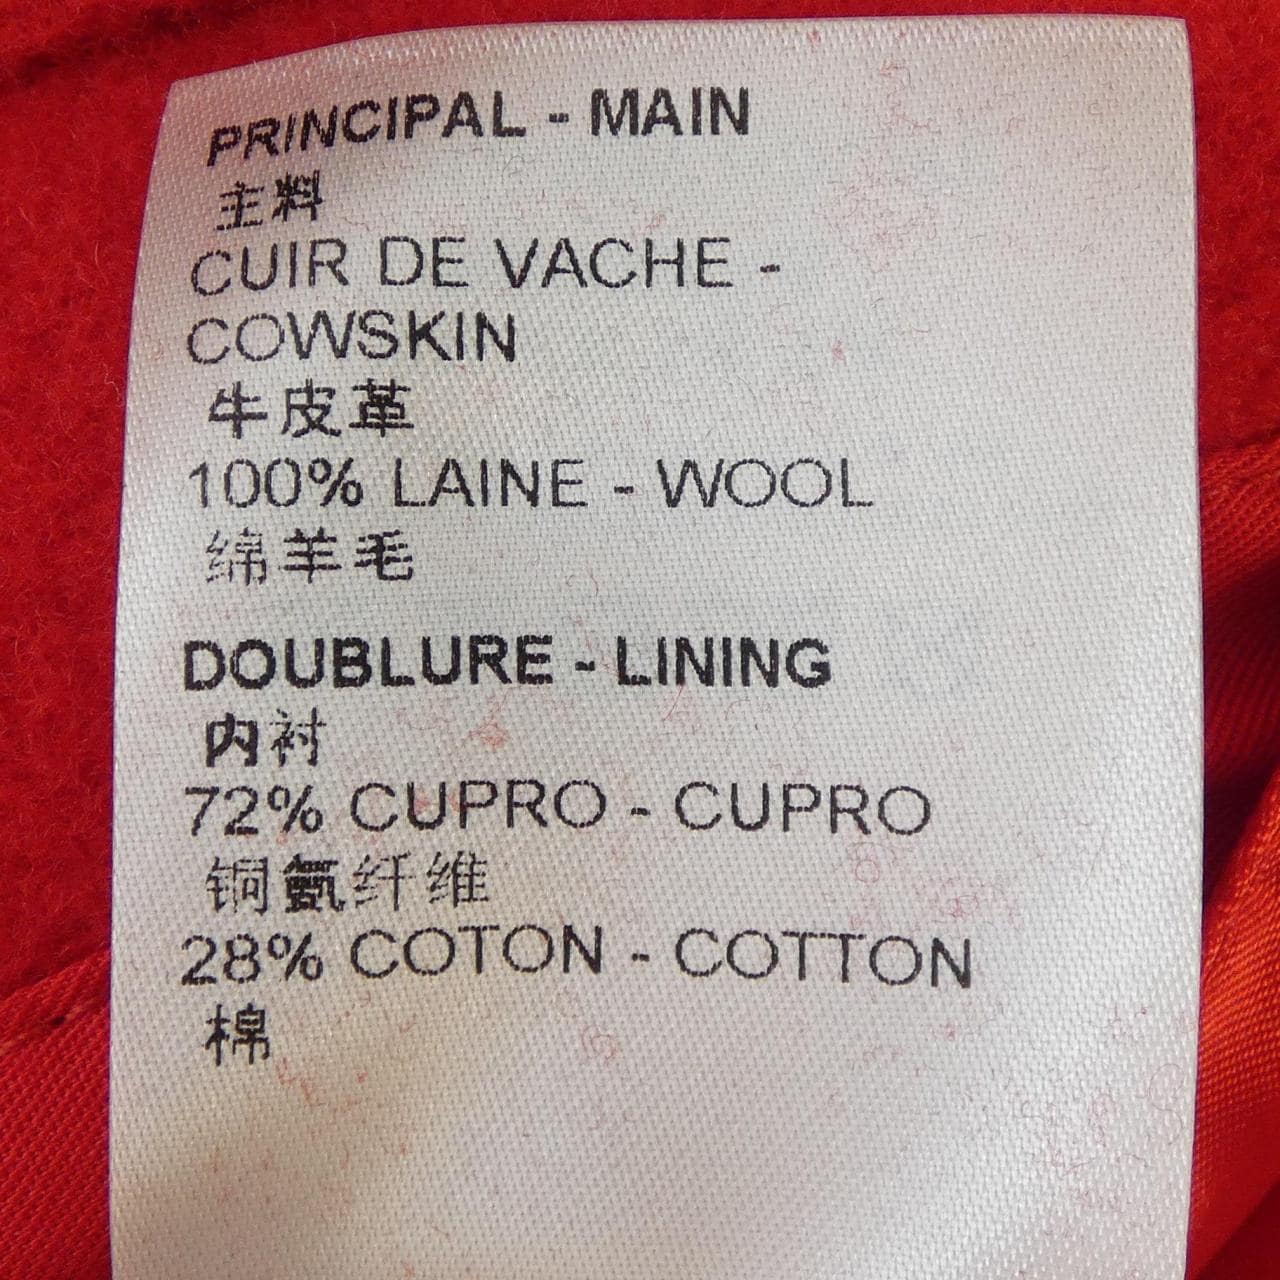 PRINCIPAL - MAIN
主料
CUIR DE VACHE -
COWSKIN
牛皮革
100% LAINE - WOOL
绵羊毛
DOUBLURE - LINING
内衬
72% CUPRO - CUPRO
铜氨纤维
28% COTON - COTTON
棉